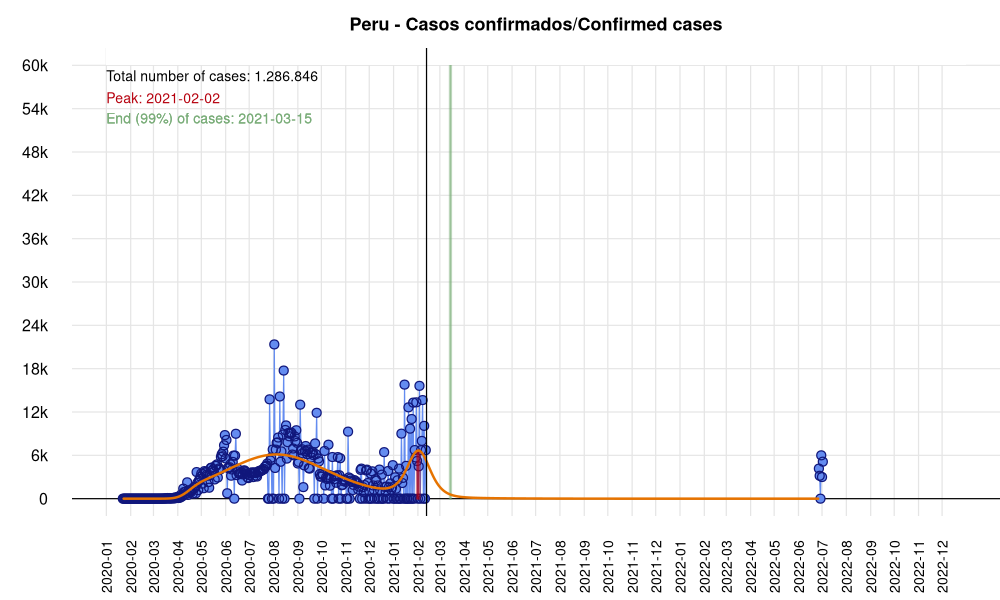 Peru - Casos confirmados/Confirmed cases
60k
Total number of cases: 1.286.846
Peak: 2021-02-02
54k
End (99%) of cases: 2021-03-15
48k
42k
36k
30k
24k
18k
12k
6k
0
2020-01
2020-02
2020-03
2020-04
2020-05
2020-06
2020-07
2020-08
2020-09
2020-10
2020-11
2020-12
2021-01
2021-02
2021-03
2021-04
2021-05
2021-06
2021-07
2021-08
2021-09
2021-10
2021-11
2021-12
2022-01
2022-02
2022-03
2022-04
2022-05
2022-06
2022-07
2022-08
2022-09
2022-10
2022-11
2022-12